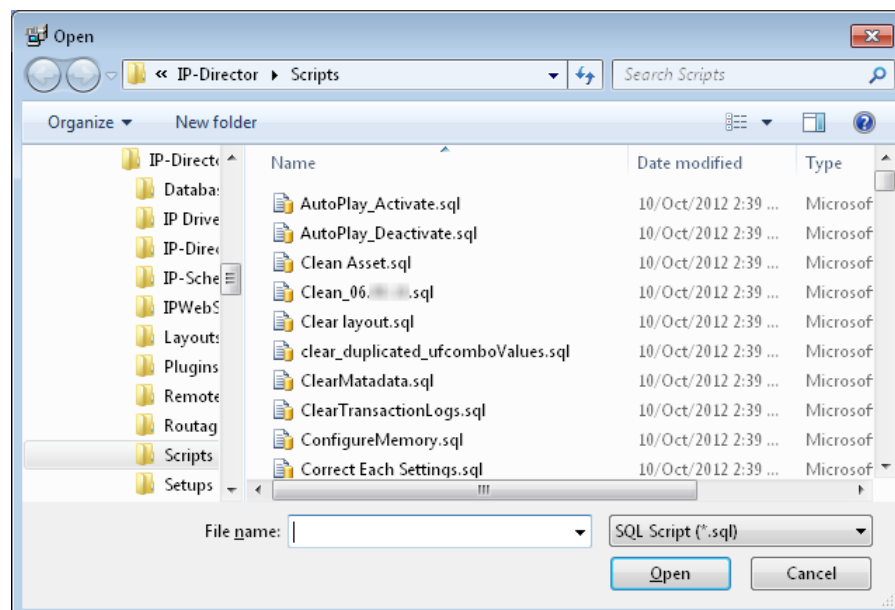 Open
« IP-Director Scripts
Search Scripts
Organize New folder
Name Date modified Type
IP-Directo
Databa:
IP Drive
IP-Direc
IP-Sche
IPWebS
Layouts
Plugins
Remote
Routag
Scripts
Setups
AutoPlay_Activate.sql 10/Oct/2012 2:39 ... Microsof
AutoPlay_Deactivate.sql 10/Oct/2012 2:39 ... Microsof
Clean Asset.sql 10/Oct/2012 2:39 ... Microsof
Clean_06. .sql 10/Oct/2012 2:39 ... Microsof
Clear layout.sql 10/Oct/2012 2:39 ... Microsof
clear_duplicated_ufcomboValues.sql 10/Oct/2012 2:39 ... Microsof
ClearMatadata.sql 10/Oct/2012 2:39 ... Microsof
ClearTransactionLogs.sql 10/Oct/2012 2:39 ... Microsof
ConfigureMemory.sql 10/Oct/2012 2:39 ... Microsof
Correct Each Settings.sql 10/Oct/2012 2:39 ... Microsof
File name: SQL Script (*.sql)
Open Cancel